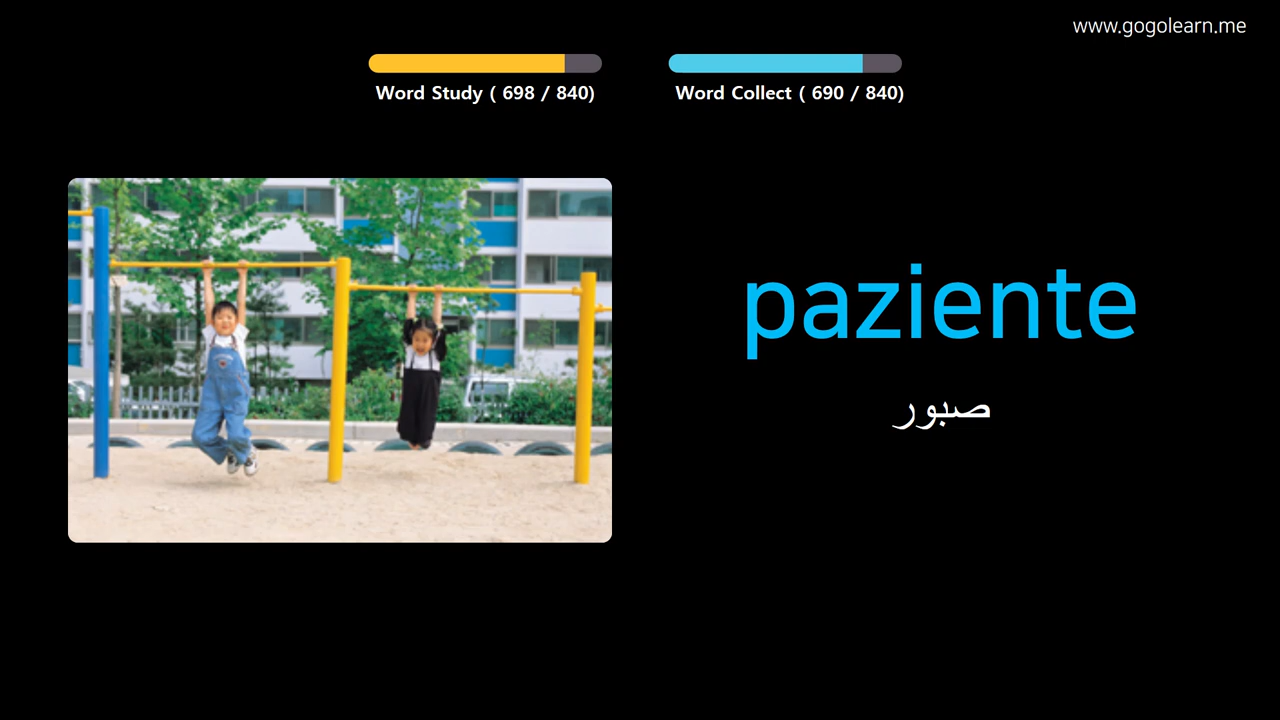 www.gogolearn.me
Word Study ( 698 / 840)
Word Collect ( 690 / 840)
paziente
صبور